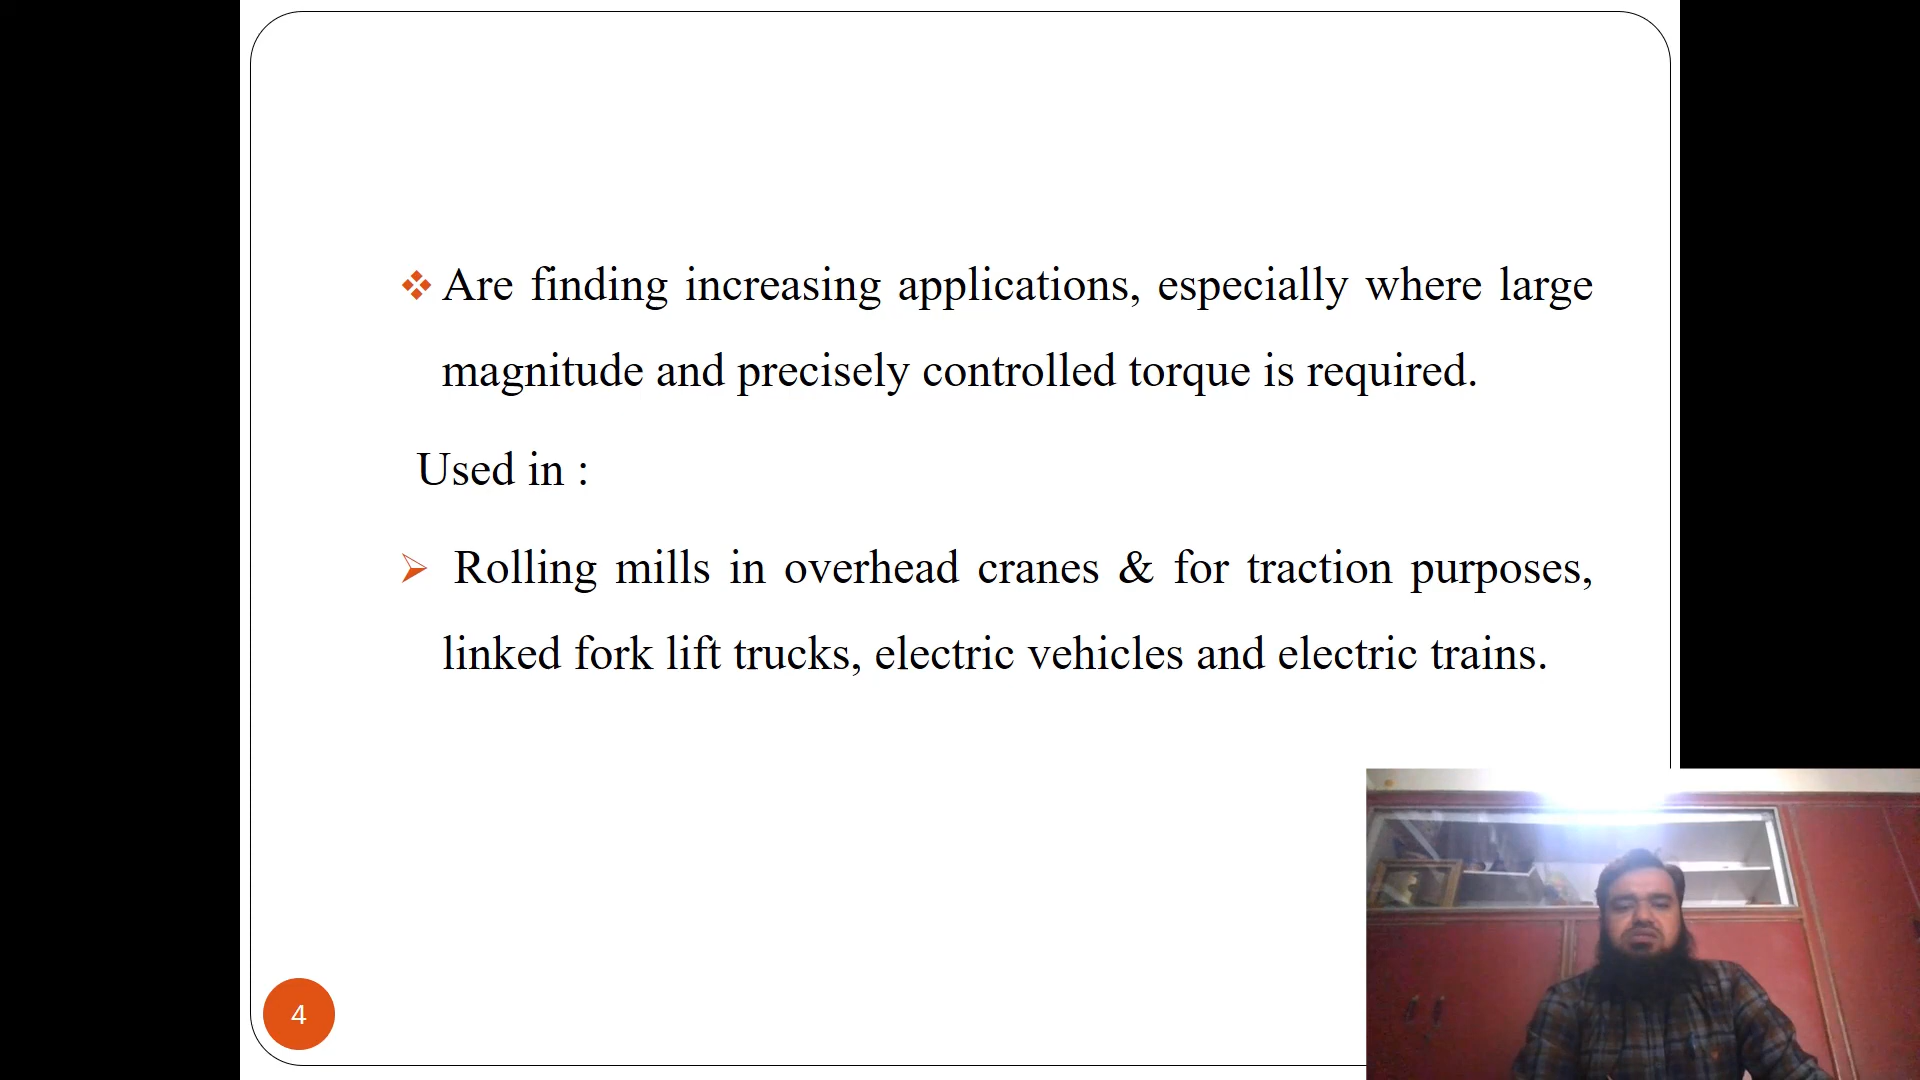 Are finding increasing applications, especially where large
magnitude and precisely controlled torque is required.
Used in :
Rolling mills in overhead cranes & for traction purposes,
linked fork lift trucks, electric vehicles and electric trains.
4